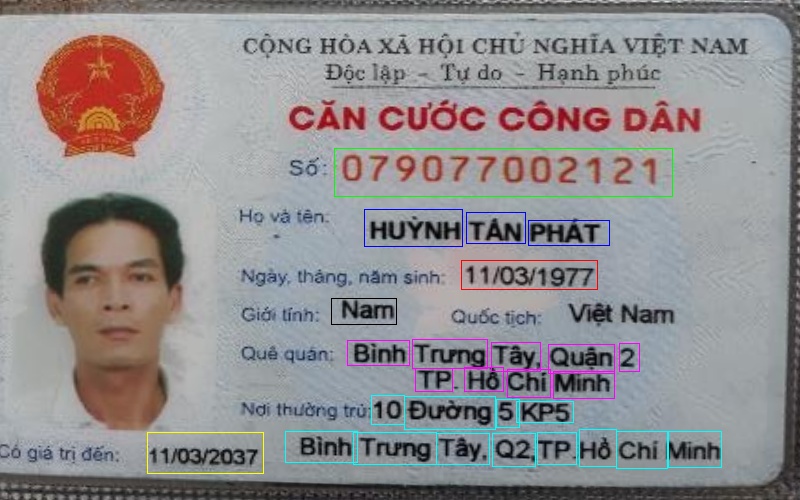 CỘNG HÒA XÃ HỘI CHỦ NGHĨA VIỆT NAM
Độc lập - Tự do - Hạnh phúc
CĂN CƯỚC CÔNG DÂN
Số: 079077002121
Họ và tên: HUỲNH TẤN PHÁT
Ngày, tháng, năm sinh: 11/03/1977
Giới tính: Nam Quốc tịch: Việt Nam
Quê quán: Bình Trưng Tây, Quận 2
TP. Hồ Chí Minh
Nơi thường trú: 10 Đường 5 KP5
Bình Trưng Tây, Q2, TP. Hồ Chí Minh
Có giá trị đến: 11/03/2037